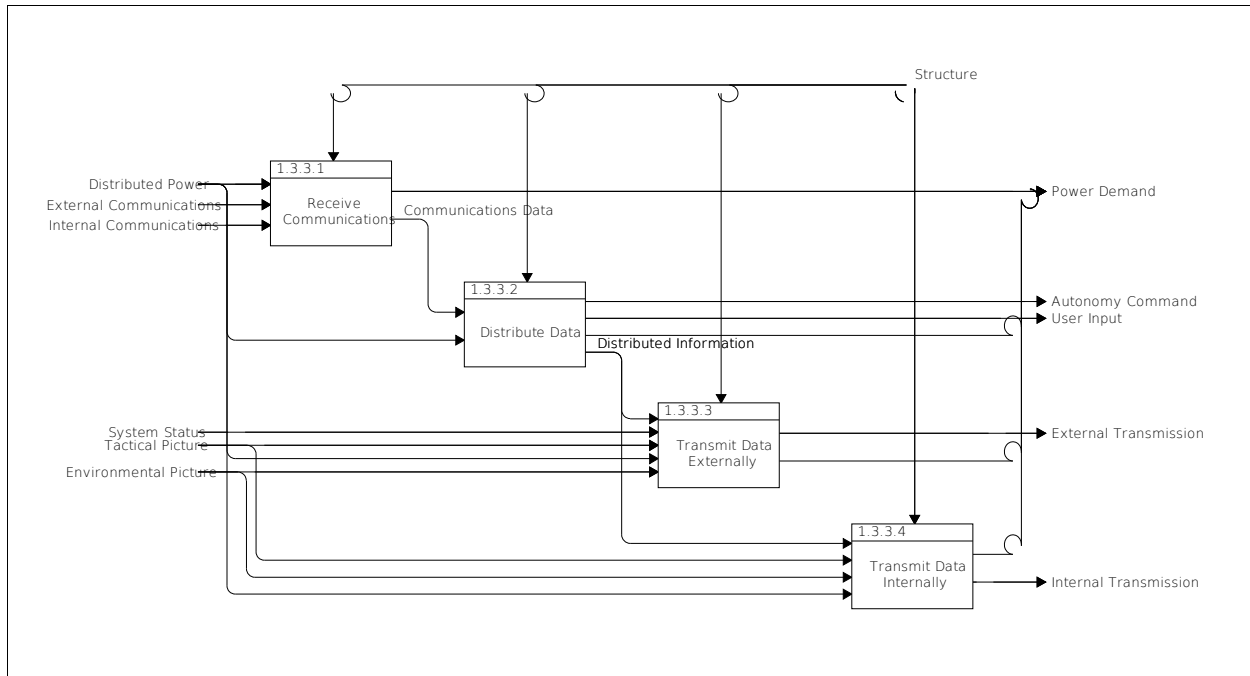 Structure
1.3.3.1
Distributed Power
Receive
Communications
External Communications
Internal Communications
Communications Data
Power Demand
1.3.3.2
Distribute Data
Autonomy Command
User Input
Distributed Information
1.3.3.3
Transmit Data
Externally
System Status
Tactical Picture
Environmental Picture
External Transmission
1.3.3.4
Transmit Data
Internally
Internal Transmission